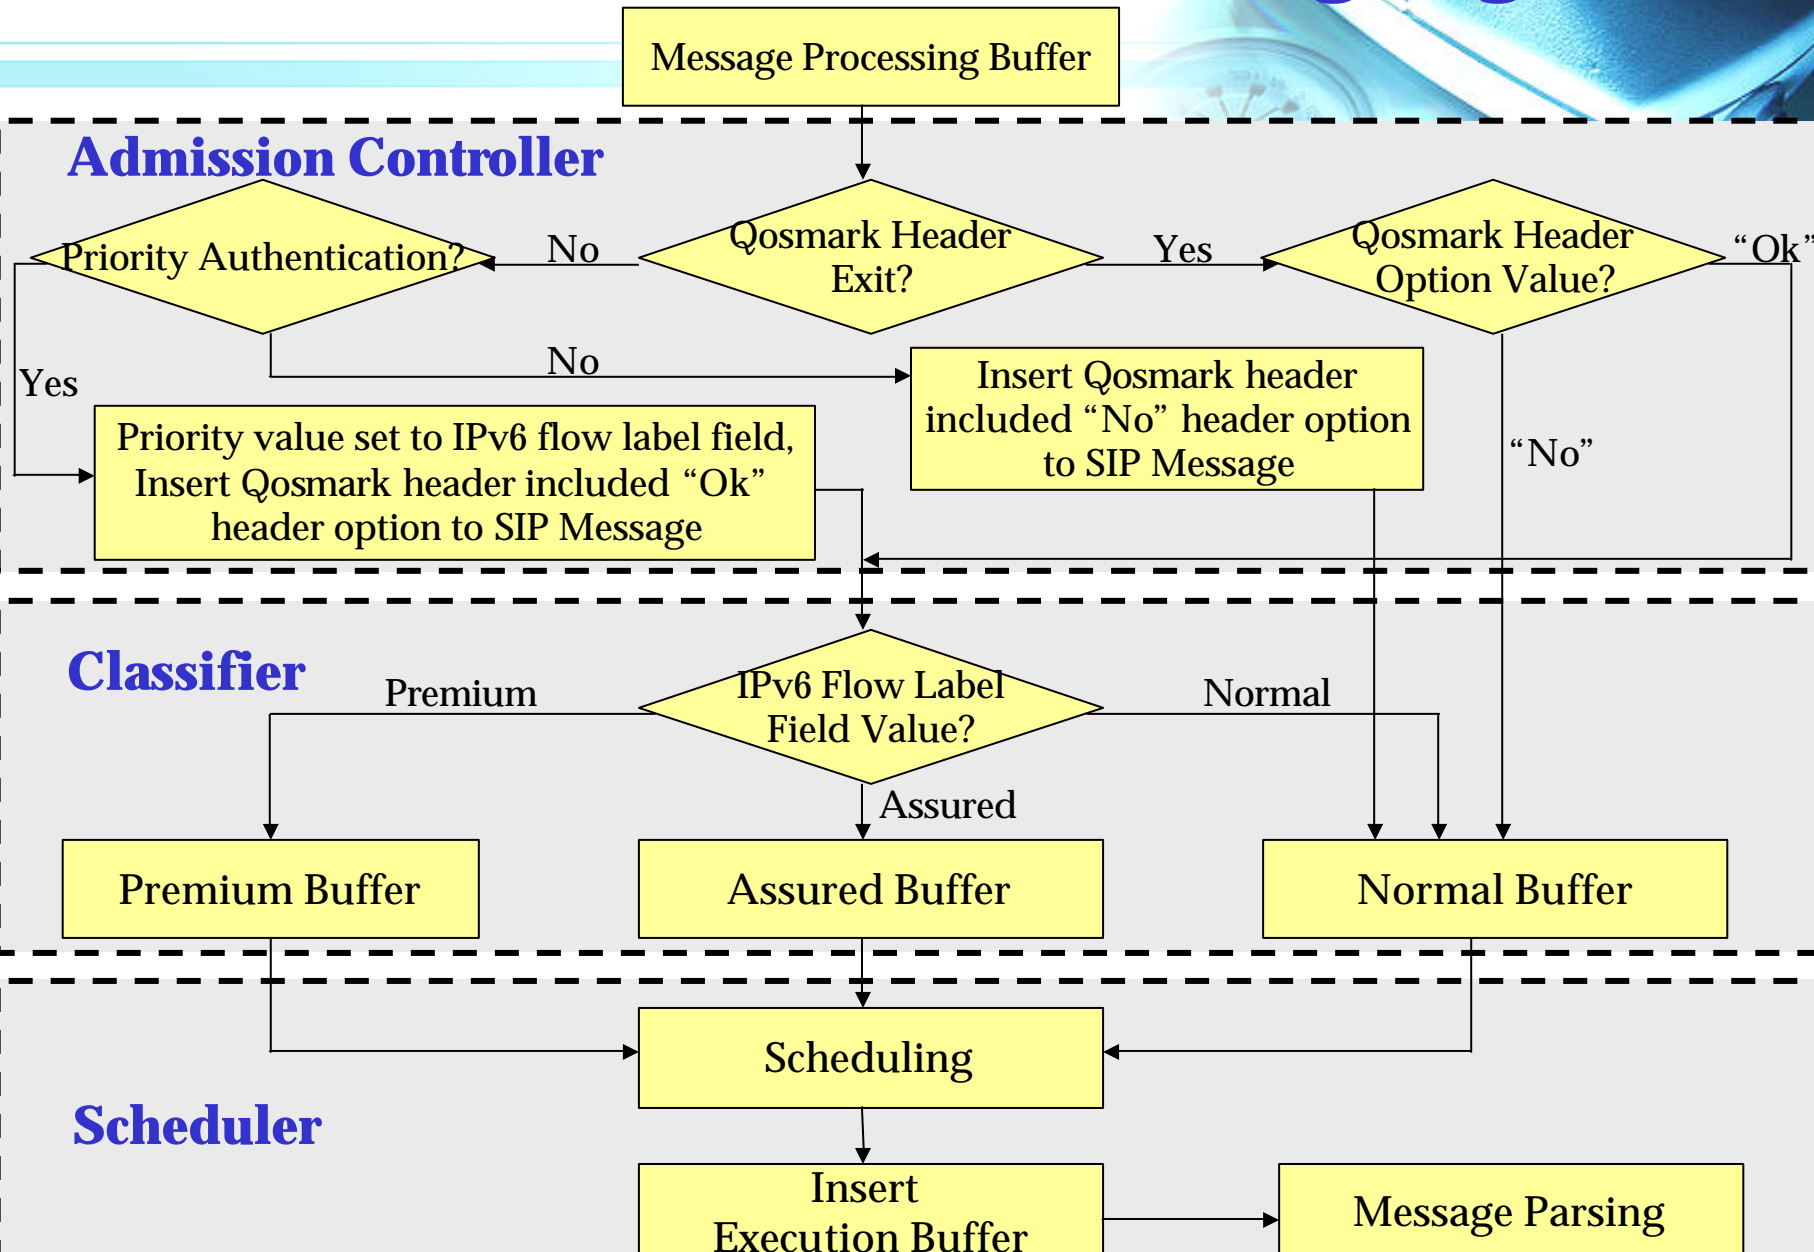 Message Processing Buffer
Admission Controller
Priority Authentication?
No
Qosmark Header
Exit?
Yes
Qosmark Header
Option Value?
“Ok”
Yes
No
Insert Qosmark header
included “No” header option
to SIP Message
“No”
Priority value set to IPv6 flow label field,
Insert Qosmark header included “Ok”
header option to SIP Message
Classifier
Premium
IPv6 Flow Label
Field Value?
Normal
Assured
Premium Buffer
Assured Buffer
Normal Buffer
Scheduling
Scheduler
Insert
Execution Buffer
Message Parsing